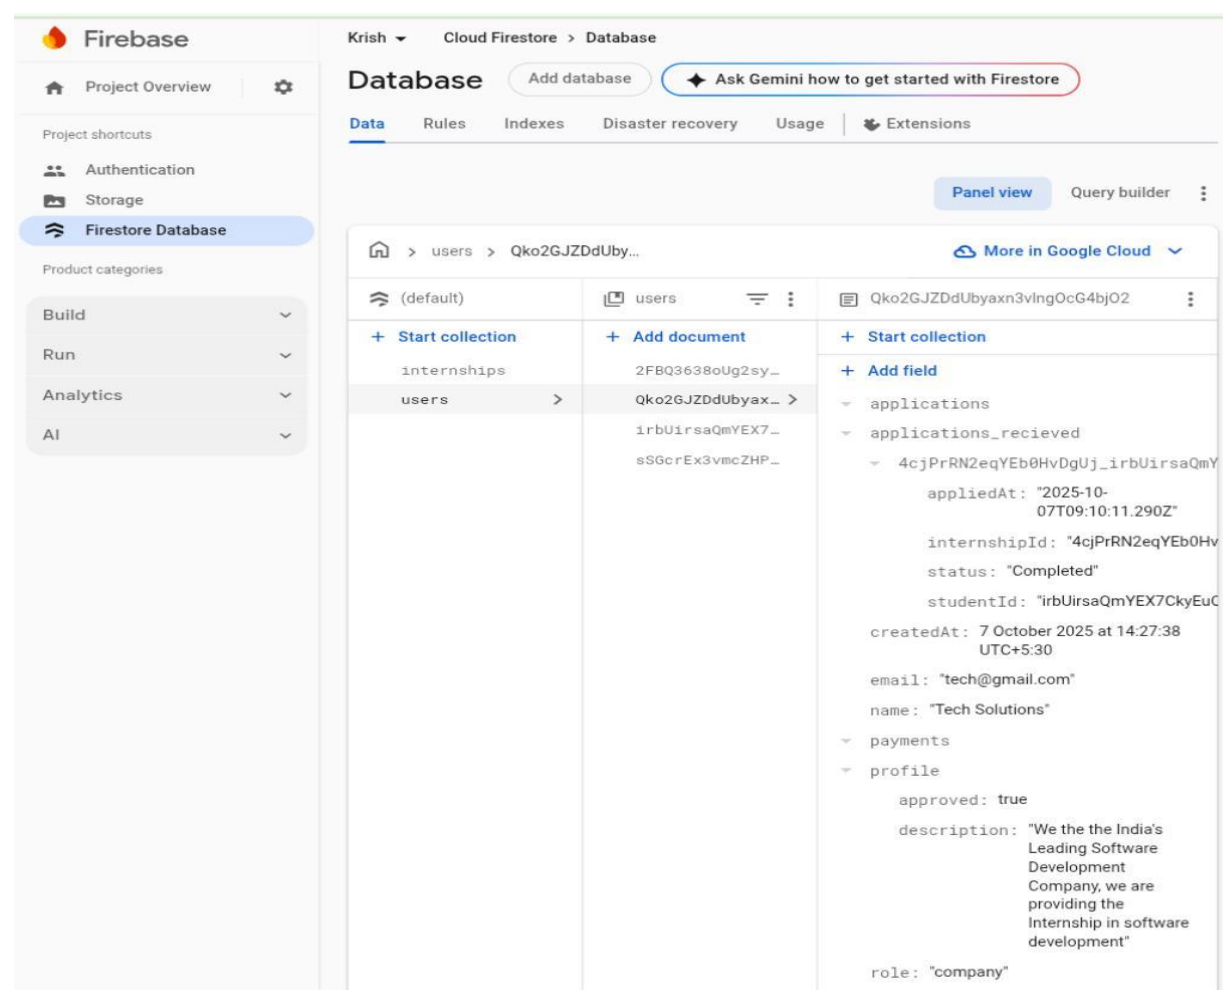 Firebase
Krish
Cloud Firestore > Database
Project Overview
Database
Add database
Ask Gemini how to get started with Firestore
Data
Rules
Indexes
Disaster recovery
Usage
Extensions
Project shortcuts
Authentication
Storage
Firestore Database
Product categories
Build
Run
Analytics
AI
Panel view
Query builder
> users > Qko2GJZDdUby...
More in Google Cloud
(default)
+ Start collection
internships
users >
users
+ Add document
2FBQ3638oUg2sy…
Qko2GJZDdUbyax… >
irbUirsaQmYEX7…
sSGcrEx3vmcZHP…
Qko2GJZDdUbyaxn3vIngOcG4bjO2
+ Start collection
+ Add field
applications
applications_recieved
4cjPrRN2eqYEb0HvDgUj_irbUirsaQmY
appliedAt: "2025-10-
07T09:10:11.290Z"
internshipId: "4cjPrRN2eqYEb0Hv
status: "Completed"
studentId: "irbUirsaQmYEX7CkyEuC
createdAt: 7 October 2025 at 14:27:38
UTC+5:30
email: "tech@gmail.com"
name: "Tech Solutions"
payments
profile
approved: true
description: "We the the India's
Leading Software
Development
Company, we are
providing the
Internship in software
development"
role: "company"